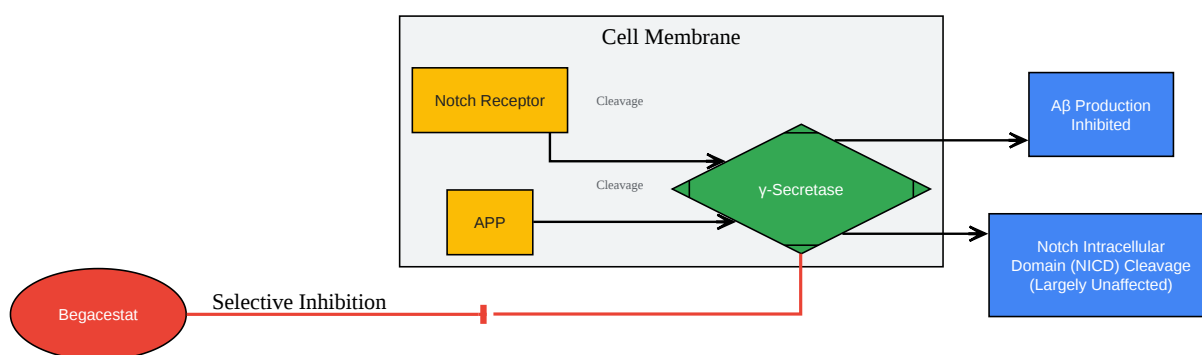 Cell Membrane
Notch Receptor
Cleavage
Aβ Production
Inhibited
Cleavage
γ-Secretase
APP
Notch Intracellular
Domain (NICD) Cleavage
(Largely Unaffected)
Selective Inhibition
Begacestat